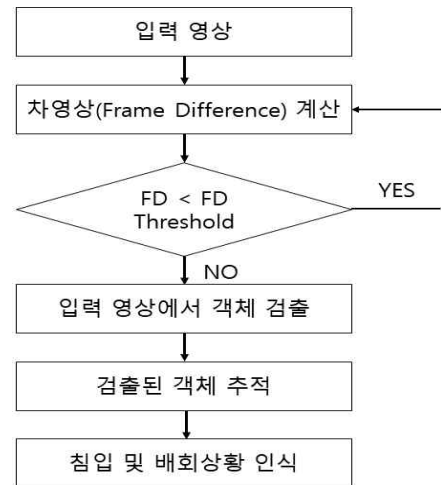 입력 영상
차영상(Frame Difference) 계산
FD < FD
Threshold
YES
NO
입력 영상에서 객체 검출
검출된 객체 추적
침입 및 배회상황 인식